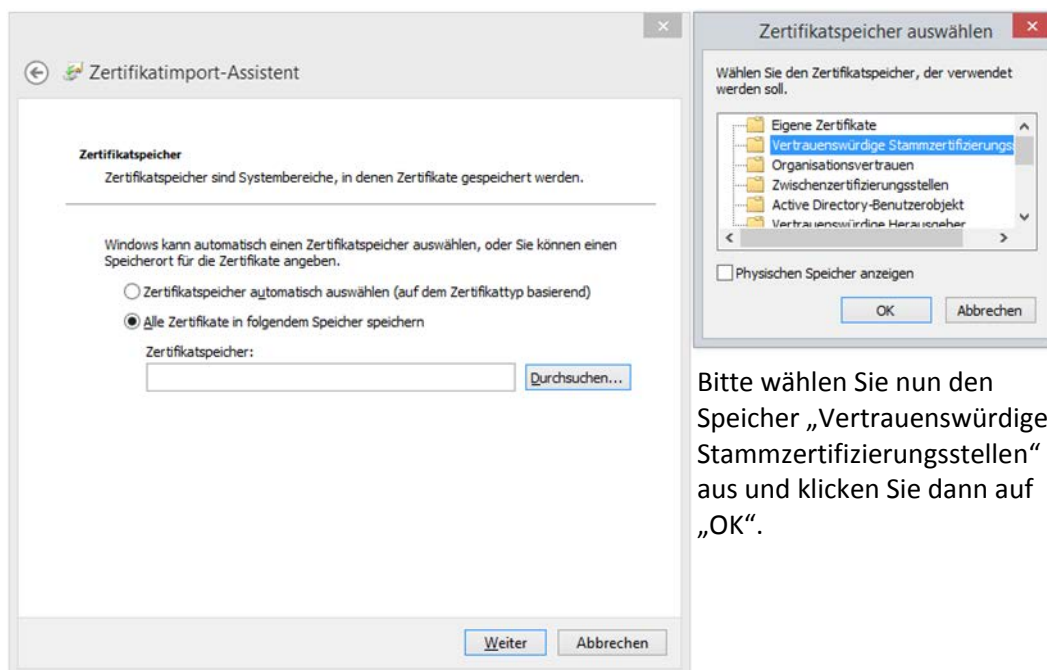 Zertifikatimport-Assistent
Zertifikatspeicher
Zertifikatspeicher sind Systembereiche, in denen Zertifikate gespeichert werden.
Windows kann automatisch einen Zertifikatspeicher auswählen, oder Sie können einen
Speicherort für die Zertifikate angeben.
Zertifikatspeicher automatisch auswählen (auf dem Zertifikattyp basierend)
Alle Zertifikate in folgendem Speicher speichern
Zertifikatspeicher:
Durchsuchen...
Weiter
Abbrechen
Zertifikatspeicher auswählen
Wählen Sie den Zertifikatspeicher, der verwendet
werden soll.
Eigene Zertifikate
Vertrauenswürdige Stammzertifizierungs
Organisationsvertrauen
Zwischenzertifizierungsstellen
Active Directory-Benutzerobjekt
Vertrauenswürdige Herausgeber
Physischen Speicher anzeigen
OK
Abbrechen
Bitte wählen Sie nun den
Speicher „Vertrauenswürdige
Stammzertifizierungsstellen“
aus und klicken Sie dann auf
„OK“.